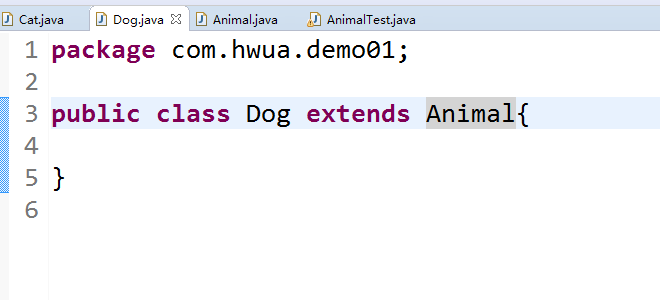 Cat.java Dog.java Animal.java AnimalTest.java
1 package com.hwua.demo01;
2
3 public class Dog extends Animal{
4
5 }
6